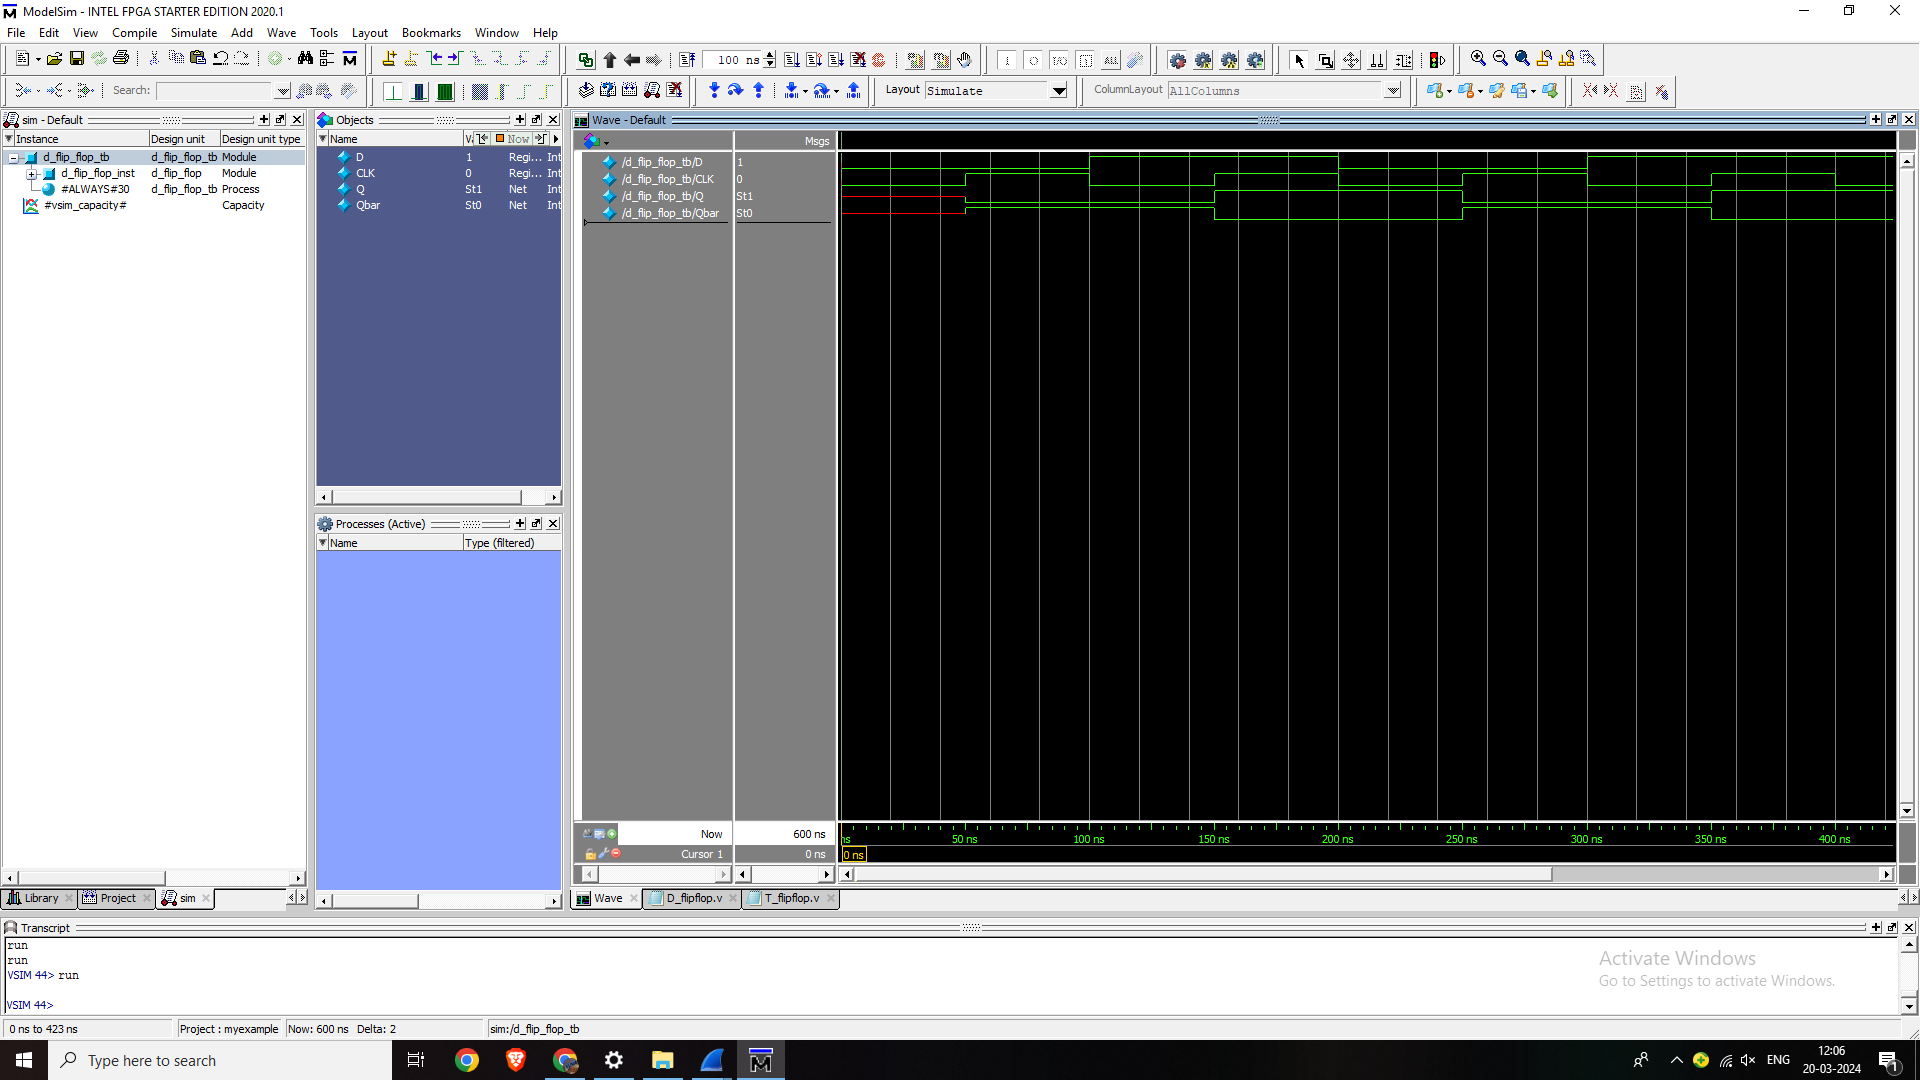 ModelSim - INTEL FPGA STARTER EDITION 2020.1
File Edit View Compile Simulate Add Wave Tools Layout Bookmarks Window Help
100 ns
Search:
Layout Simulate
ColumnLayout AllColumns
sim - Default
Instance Design unit Design unit type
d_flip_flop_tb d_flip_flop_tb Module
d_flip_flop_inst d_flip_flop Module
#ALWAYS#30 d_flip_flop_tb Process
#vsim_capacity# Capacity
Objects
Name Now
D 1 Regi... Int
CLK 0 Regi... Int
Q St1 Net Int
Qbar St0 Net Int
Processes (Active)
Name Type (filtered)
Wave - Default
Msgs
/d_flip_flop_tb/D 1
/d_flip_flop_tb/CLK 0
/d_flip_flop_tb/Q St1
/d_flip_flop_tb/Qbar St0
Now 600 ns
ns 50 ns 100 ns 150 ns 200 ns 250 ns 300 ns 350 ns 400 ns
Cursor 1 0 ns
0 ns
Library Project sim
Wave D_flipflop.v T_flipflop.v
Transcript
run
run
VSIM 44> run
VSIM 44>
Activate Windows
Go to Settings to activate Windows.
0 ns to 423 ns Project : myexample Now: 600 ns Delta: 2 sim:/d_flip_flop_tb
Type here to search
ENG
12:06
20-03-2024
1